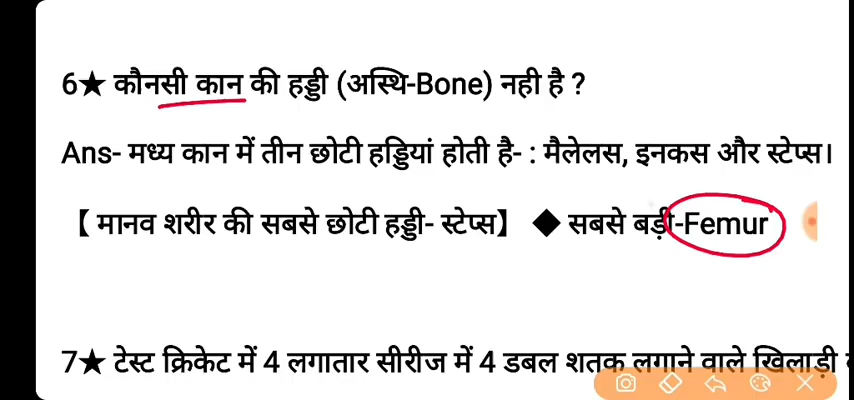 6★ कौनसी कान की हड्डी (अस्थि-Bone) नही है ?
Ans- मध्य कान में तीन छोटी हड्डियां होती है- : मैलेलस, इनकस और स्टेप्स।
【 मानव शरीर की सबसे छोटी हड्डी- स्टेप्स】 ◆ सबसे बड़ी-Femur
7★ टेस्ट क्रिकेट में 4 लगातार सीरीज में 4 डबल शतक लगाने वाले खिलाड़ी